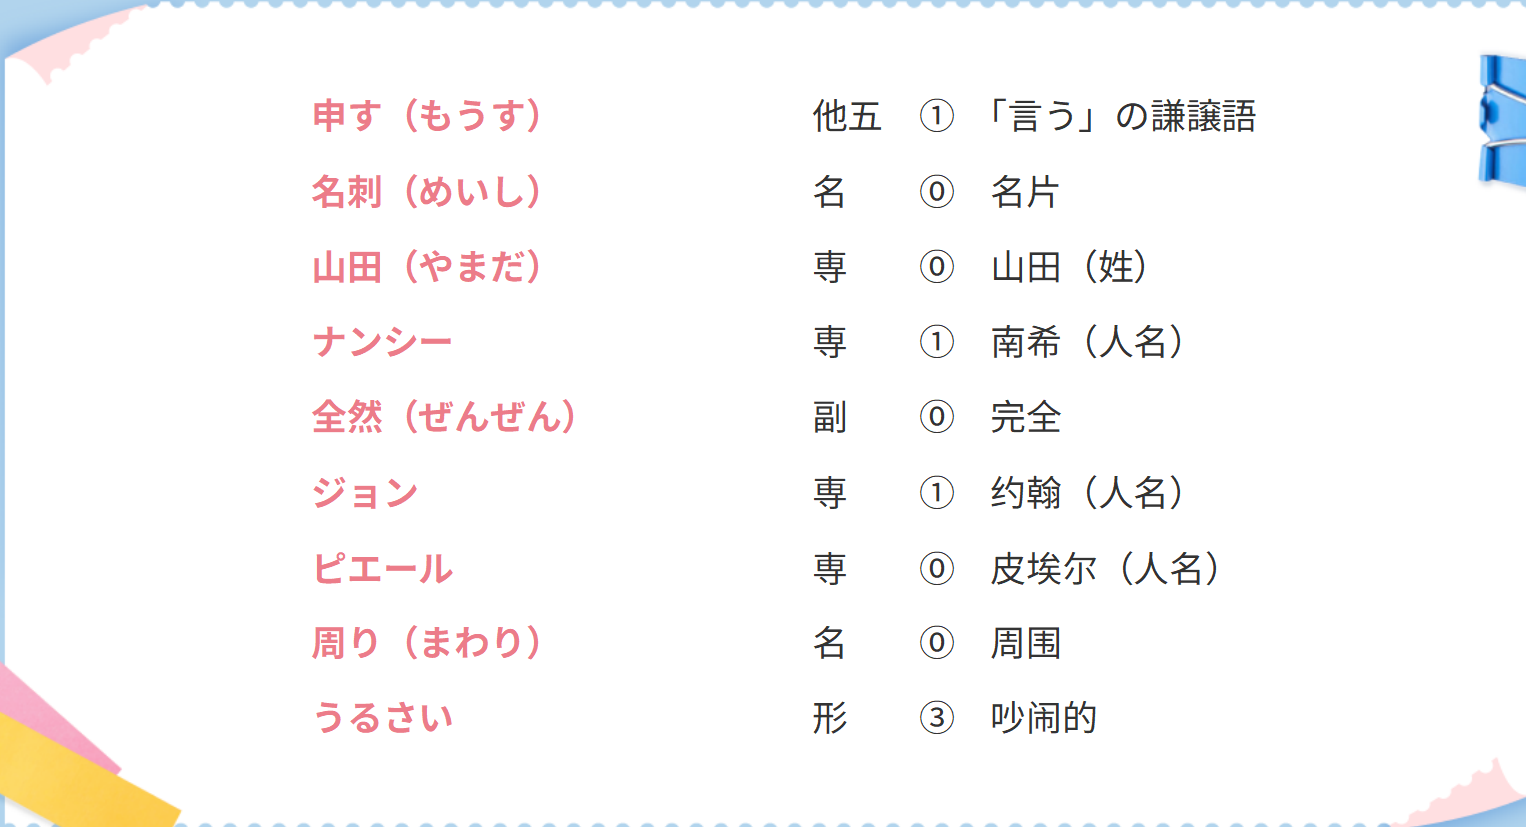 申す（もうす） 他五 ① 「言う」の謙譲語
名刺（めいし） 名 ⓪ 名片
山田（やまだ） 専 ⓪ 山田（姓）
ナンシー 専 ① 南希（人名）
全然（ぜんぜん） 副 ⓪ 完全
ジョン 専 ① 约翰（人名）
ピエール 専 ⓪ 皮埃尔（人名）
周り（まわり） 名 ⓪ 周围
うるさい 形 ③ 吵闹的